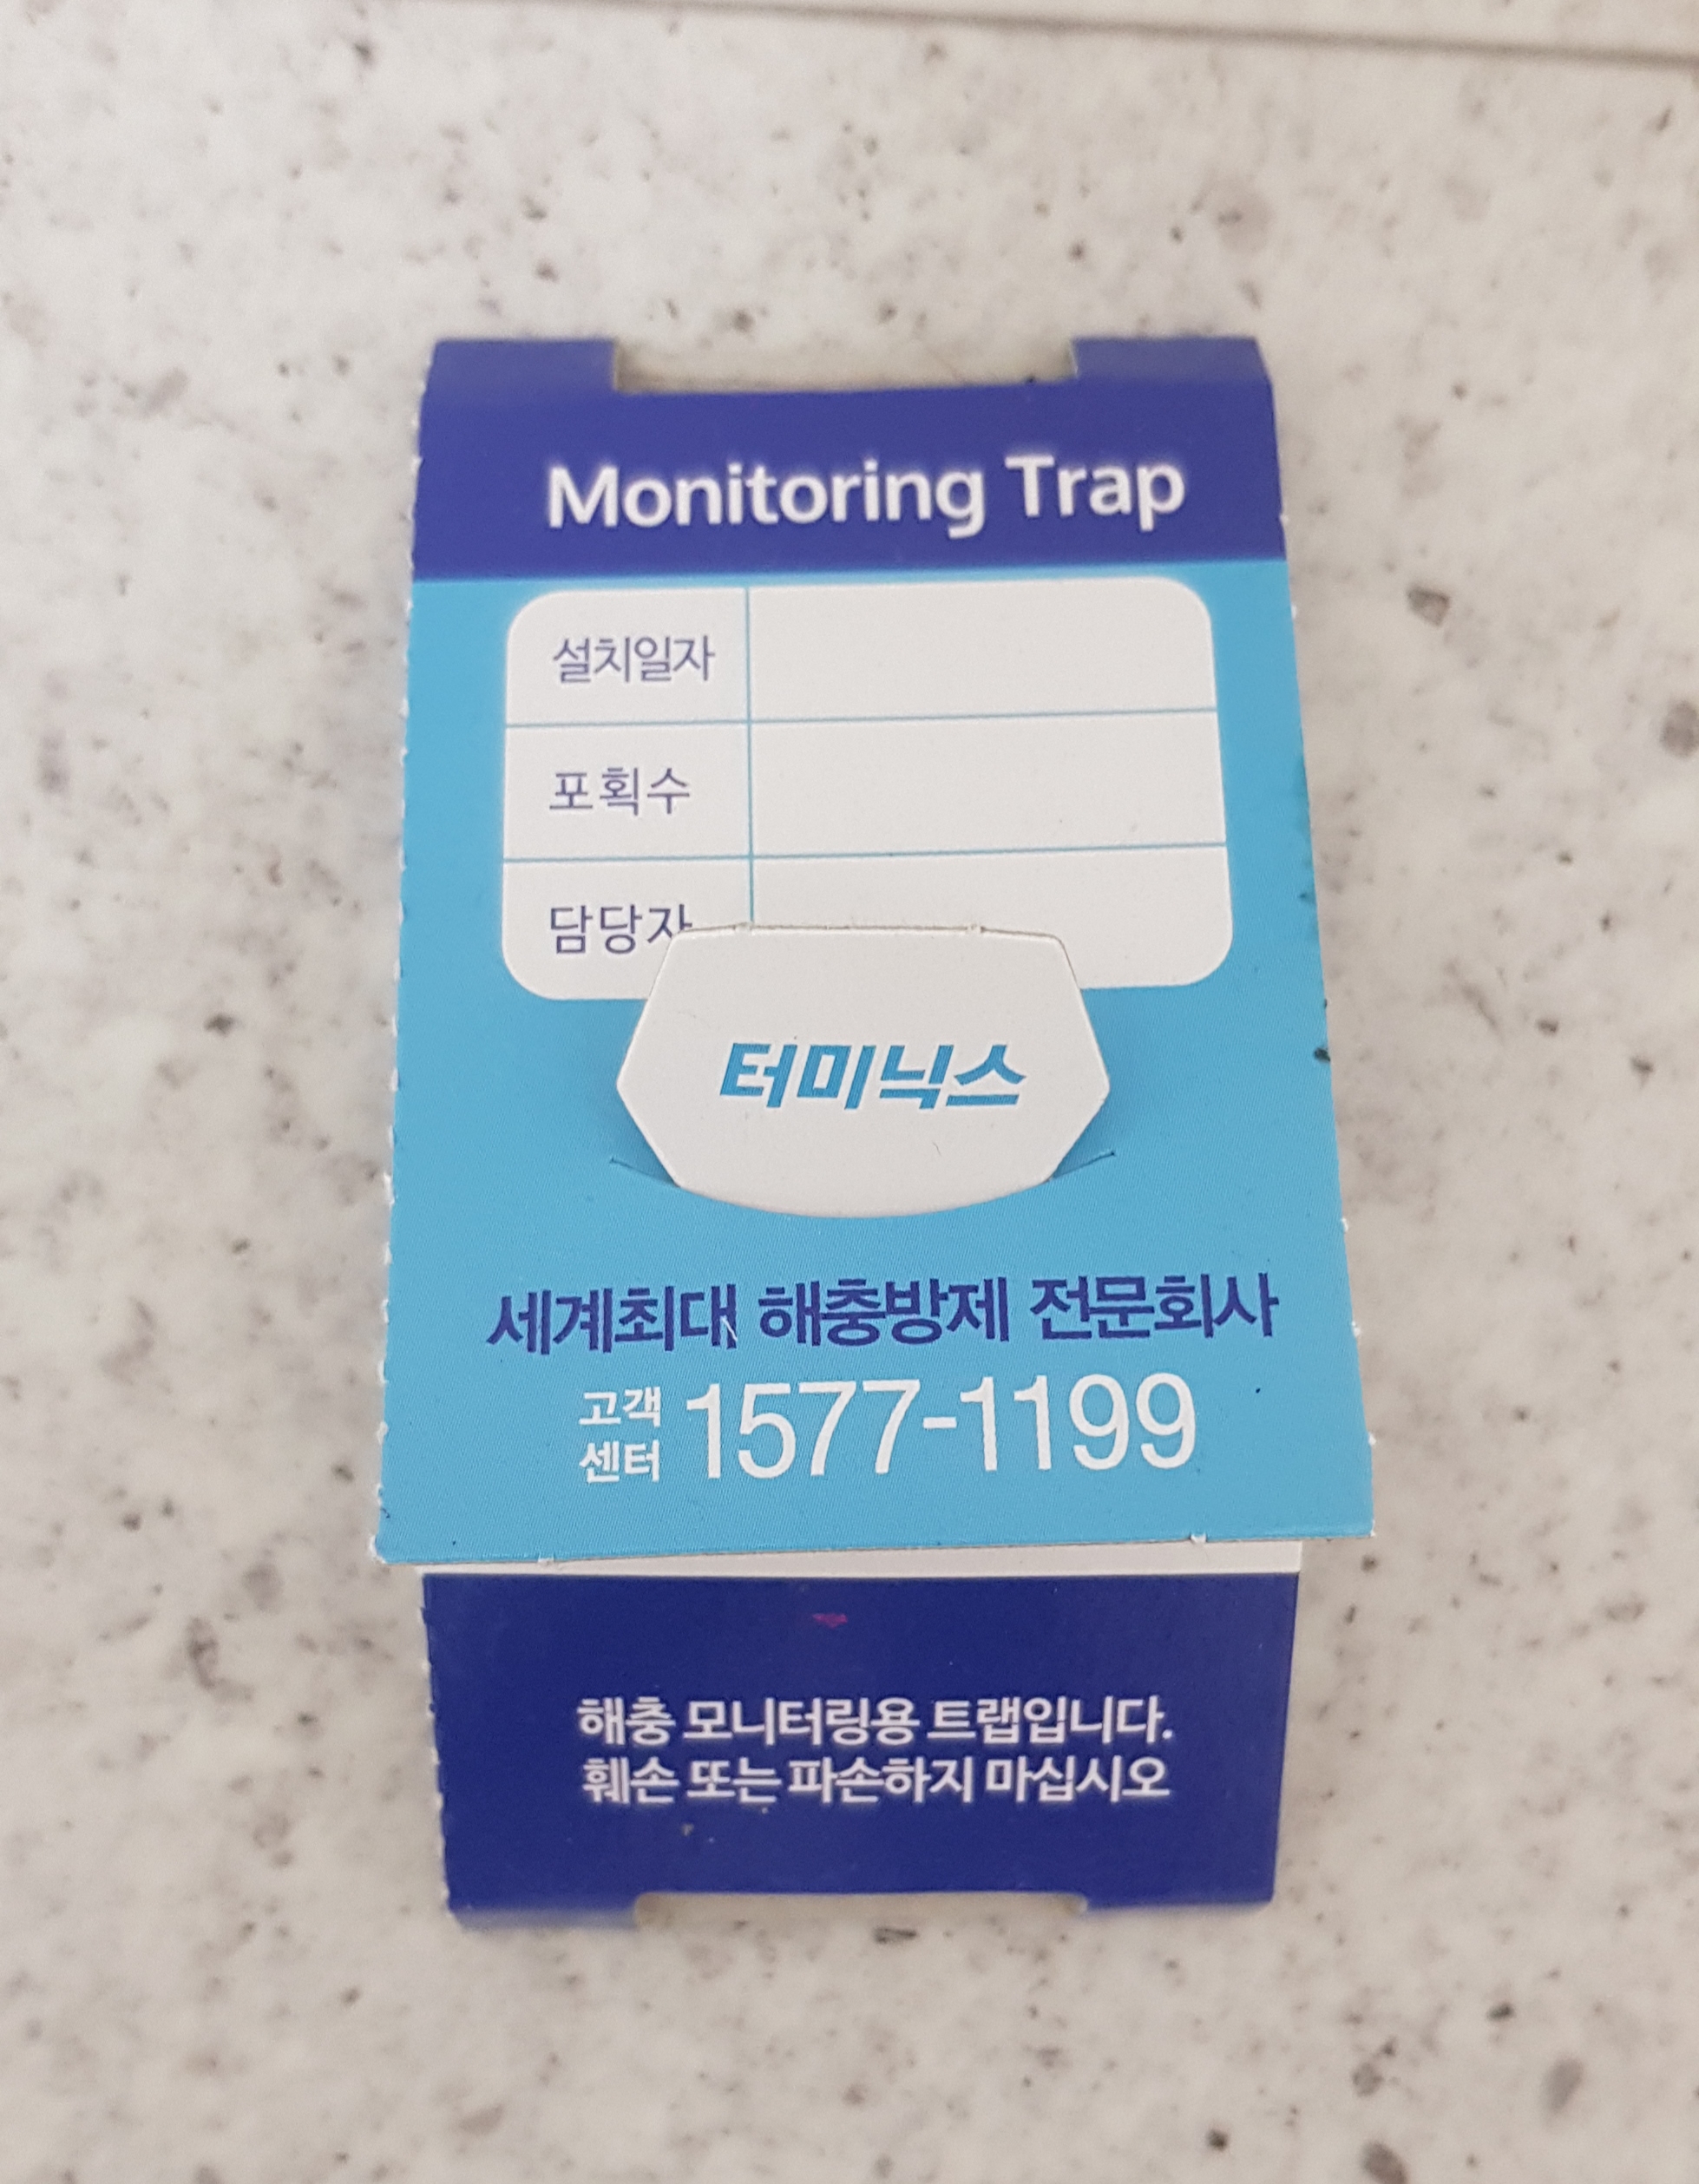 Monitoring Trap
설치일자
포획수
담당자
터미닉스
세계최대 해충방제 전문회사
고객
센터
1577-1199
해충 모니터링용 트랩입니다.
훼손 또는 파손하지 마십시오